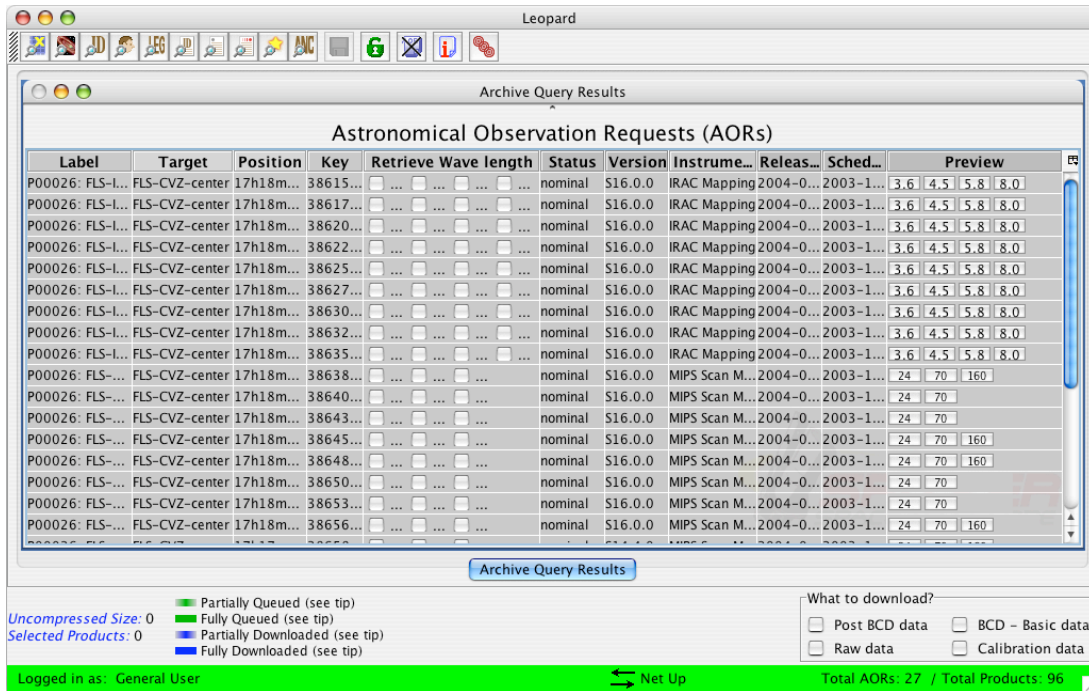 Leopard
JD LEG JD ANC
Archive Query Results
Astronomical Observation Requests (AORs)
Label Target Position Key Retrieve Wave length Status Version Instrume... Releas... Sched... Preview
P00026: FLS-I... FLS-CVZ-center 17h18m... 38615... ... ... ... ... nominal S16.0.0 IRAC Mapping 2004-0... 2003-1... 3.6 4.5 5.8 8.0
P00026: FLS-I... FLS-CVZ-center 17h18m... 38617... ... ... ... ... nominal S16.0.0 IRAC Mapping 2004-0... 2003-1... 3.6 4.5 5.8 8.0
P00026: FLS-I... FLS-CVZ-center 17h18m... 38620... ... ... ... ... nominal S16.0.0 IRAC Mapping 2004-0... 2003-1... 3.6 4.5 5.8 8.0
P00026: FLS-I... FLS-CVZ-center 17h18m... 38622... ... ... ... ... nominal S16.0.0 IRAC Mapping 2004-0... 2003-1... 3.6 4.5 5.8 8.0
P00026: FLS-I... FLS-CVZ-center 17h18m... 38625... ... ... ... ... nominal S16.0.0 IRAC Mapping 2004-0... 2003-1... 3.6 4.5 5.8 8.0
P00026: FLS-I... FLS-CVZ-center 17h18m... 38627... ... ... ... ... nominal S16.0.0 IRAC Mapping 2004-0... 2003-1... 3.6 4.5 5.8 8.0
P00026: FLS-I... FLS-CVZ-center 17h18m... 38630... ... ... ... ... nominal S16.0.0 IRAC Mapping 2004-0... 2003-1... 3.6 4.5 5.8 8.0
P00026: FLS-I... FLS-CVZ-center 17h18m... 38632... ... ... ... ... nominal S16.0.0 IRAC Mapping 2004-0... 2003-1... 3.6 4.5 5.8 8.0
P00026: FLS-I... FLS-CVZ-center 17h18m... 38635... ... ... ... ... nominal S16.0.0 IRAC Mapping 2004-0... 2003-1... 3.6 4.5 5.8 8.0
P00026: FLS-... FLS-CVZ-center 17h18m... 38638... ... ... ... nominal S16.0.0 MIPS Scan M... 2004-0... 2003-1... 24 70 160
P00026: FLS-... FLS-CVZ-center 17h18m... 38640... ... ... ... nominal S16.0.0 MIPS Scan M... 2004-0... 2003-1... 24 70
P00026: FLS-... FLS-CVZ-center 17h18m... 38643... ... ... ... nominal S16.0.0 MIPS Scan M... 2004-0... 2003-1... 24 70
P00026: FLS-... FLS-CVZ-center 17h18m... 38645... ... ... ... nominal S16.0.0 MIPS Scan M... 2004-0... 2003-1... 24 70 160
P00026: FLS-... FLS-CVZ-center 17h18m... 38648... ... ... ... nominal S16.0.0 MIPS Scan M... 2004-0... 2003-1... 24 70 160
P00026: FLS-... FLS-CVZ-center 17h18m... 38650... ... ... ... nominal S16.0.0 MIPS Scan M... 2004-0... 2003-1... 24 70
P00026: FLS-... FLS-CVZ-center 17h18m... 38653... ... ... ... nominal S16.0.0 MIPS Scan M... 2004-0... 2003-1... 24 70
P00026: FLS-... FLS-CVZ-center 17h18m... 38656... ... ... ... nominal S16.0.0 MIPS Scan M... 2004-0... 2003-1... 24 70 160
Archive Query Results
Uncompressed Size: 0
Selected Products: 0
Partially Queued (see tip)
Fully Queued (see tip)
Partially Downloaded (see tip)
Fully Downloaded (see tip)
What to download?
Post BCD data BCD - Basic data
Raw data Calibration data
Logged in as: General User Net Up Total AORs: 27 / Total Products: 96